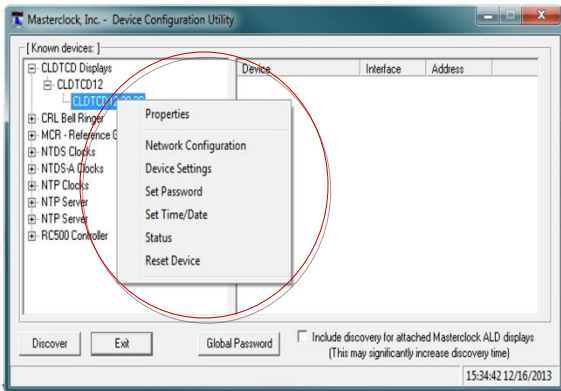 Masterclock, Inc. - Device Configuration Utility
[ Known devices: ]
CLDTCD Displays
CLDTCD12
CLDTCD12
CRL Bell Ringer
MCR - Reference
NTDS Clocks
NTDS-A Clocks
NTP Clocks
NTP Server
NTP Server
RC500 Controller
Device Interface Address
Properties
Network Configuration
Device Settings
Set Password
Set Time/Date
Status
Reset Device
Discover Exit Global Password
Include discovery for attached Masterclock ALD displays
(This may significantly increase discovery time)
15:34:42 12/16/2013